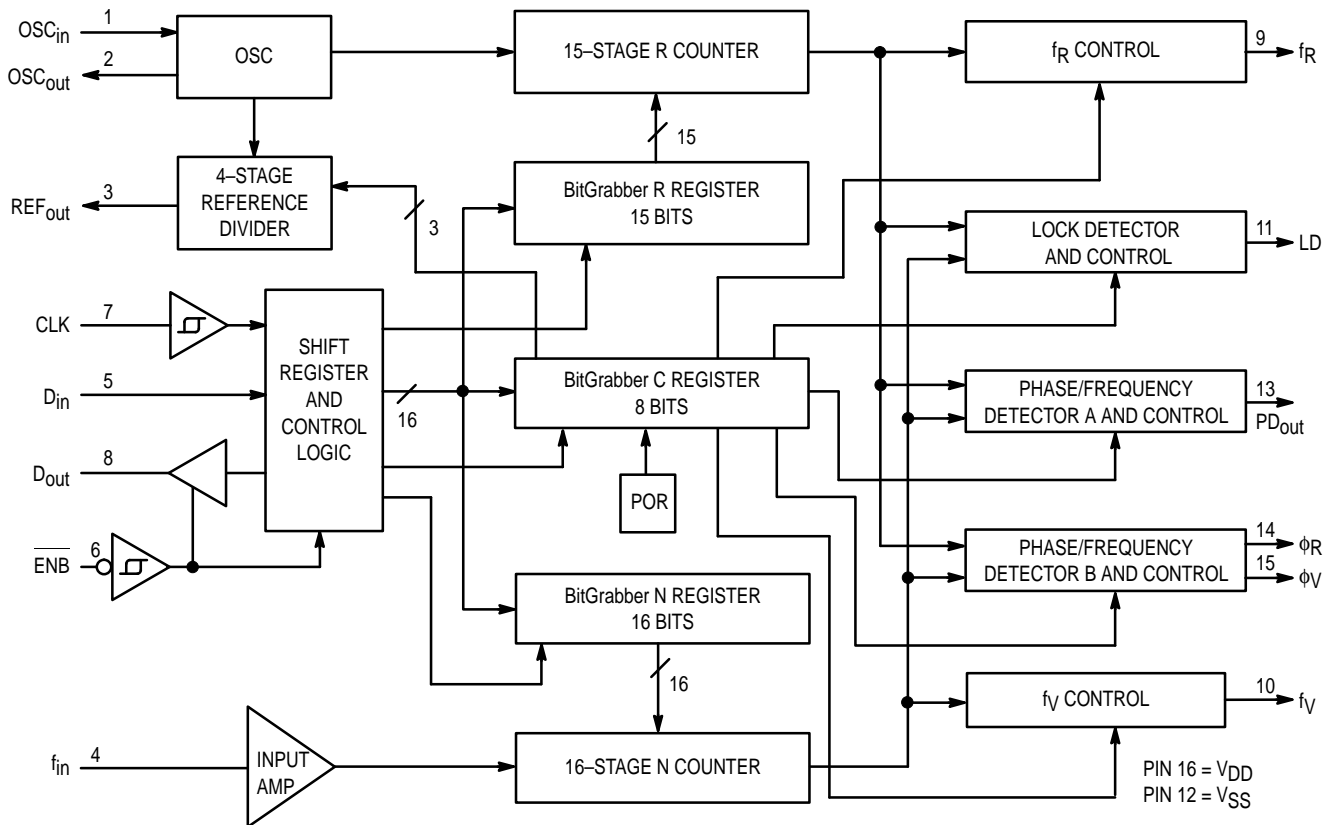 1
OSCin
2
OSCout
OSC
15–STAGE R COUNTER
fR CONTROL
9
fR
15
3
REFout
4–STAGE
REFERENCE
DIVIDER
3
BitGrabber R REGISTER
15 BITS
LOCK DETECTOR
AND CONTROL
11
LD
7
CLK
5
Din
8
Dout
6
ENB
SHIFT
REGISTER
AND
CONTROL
LOGIC
16
BitGrabber C REGISTER
8 BITS
POR
PHASE/FREQUENCY
DETECTOR A AND CONTROL
13
PDout
PHASE/FREQUENCY
DETECTOR B AND CONTROL
14
ϕR
15
ϕV
BitGrabber N REGISTER
16 BITS
16
4
fin
INPUT
AMP
16–STAGE N COUNTER
fV CONTROL
10
fV
PIN 16 = VDD
PIN 12 = VSS